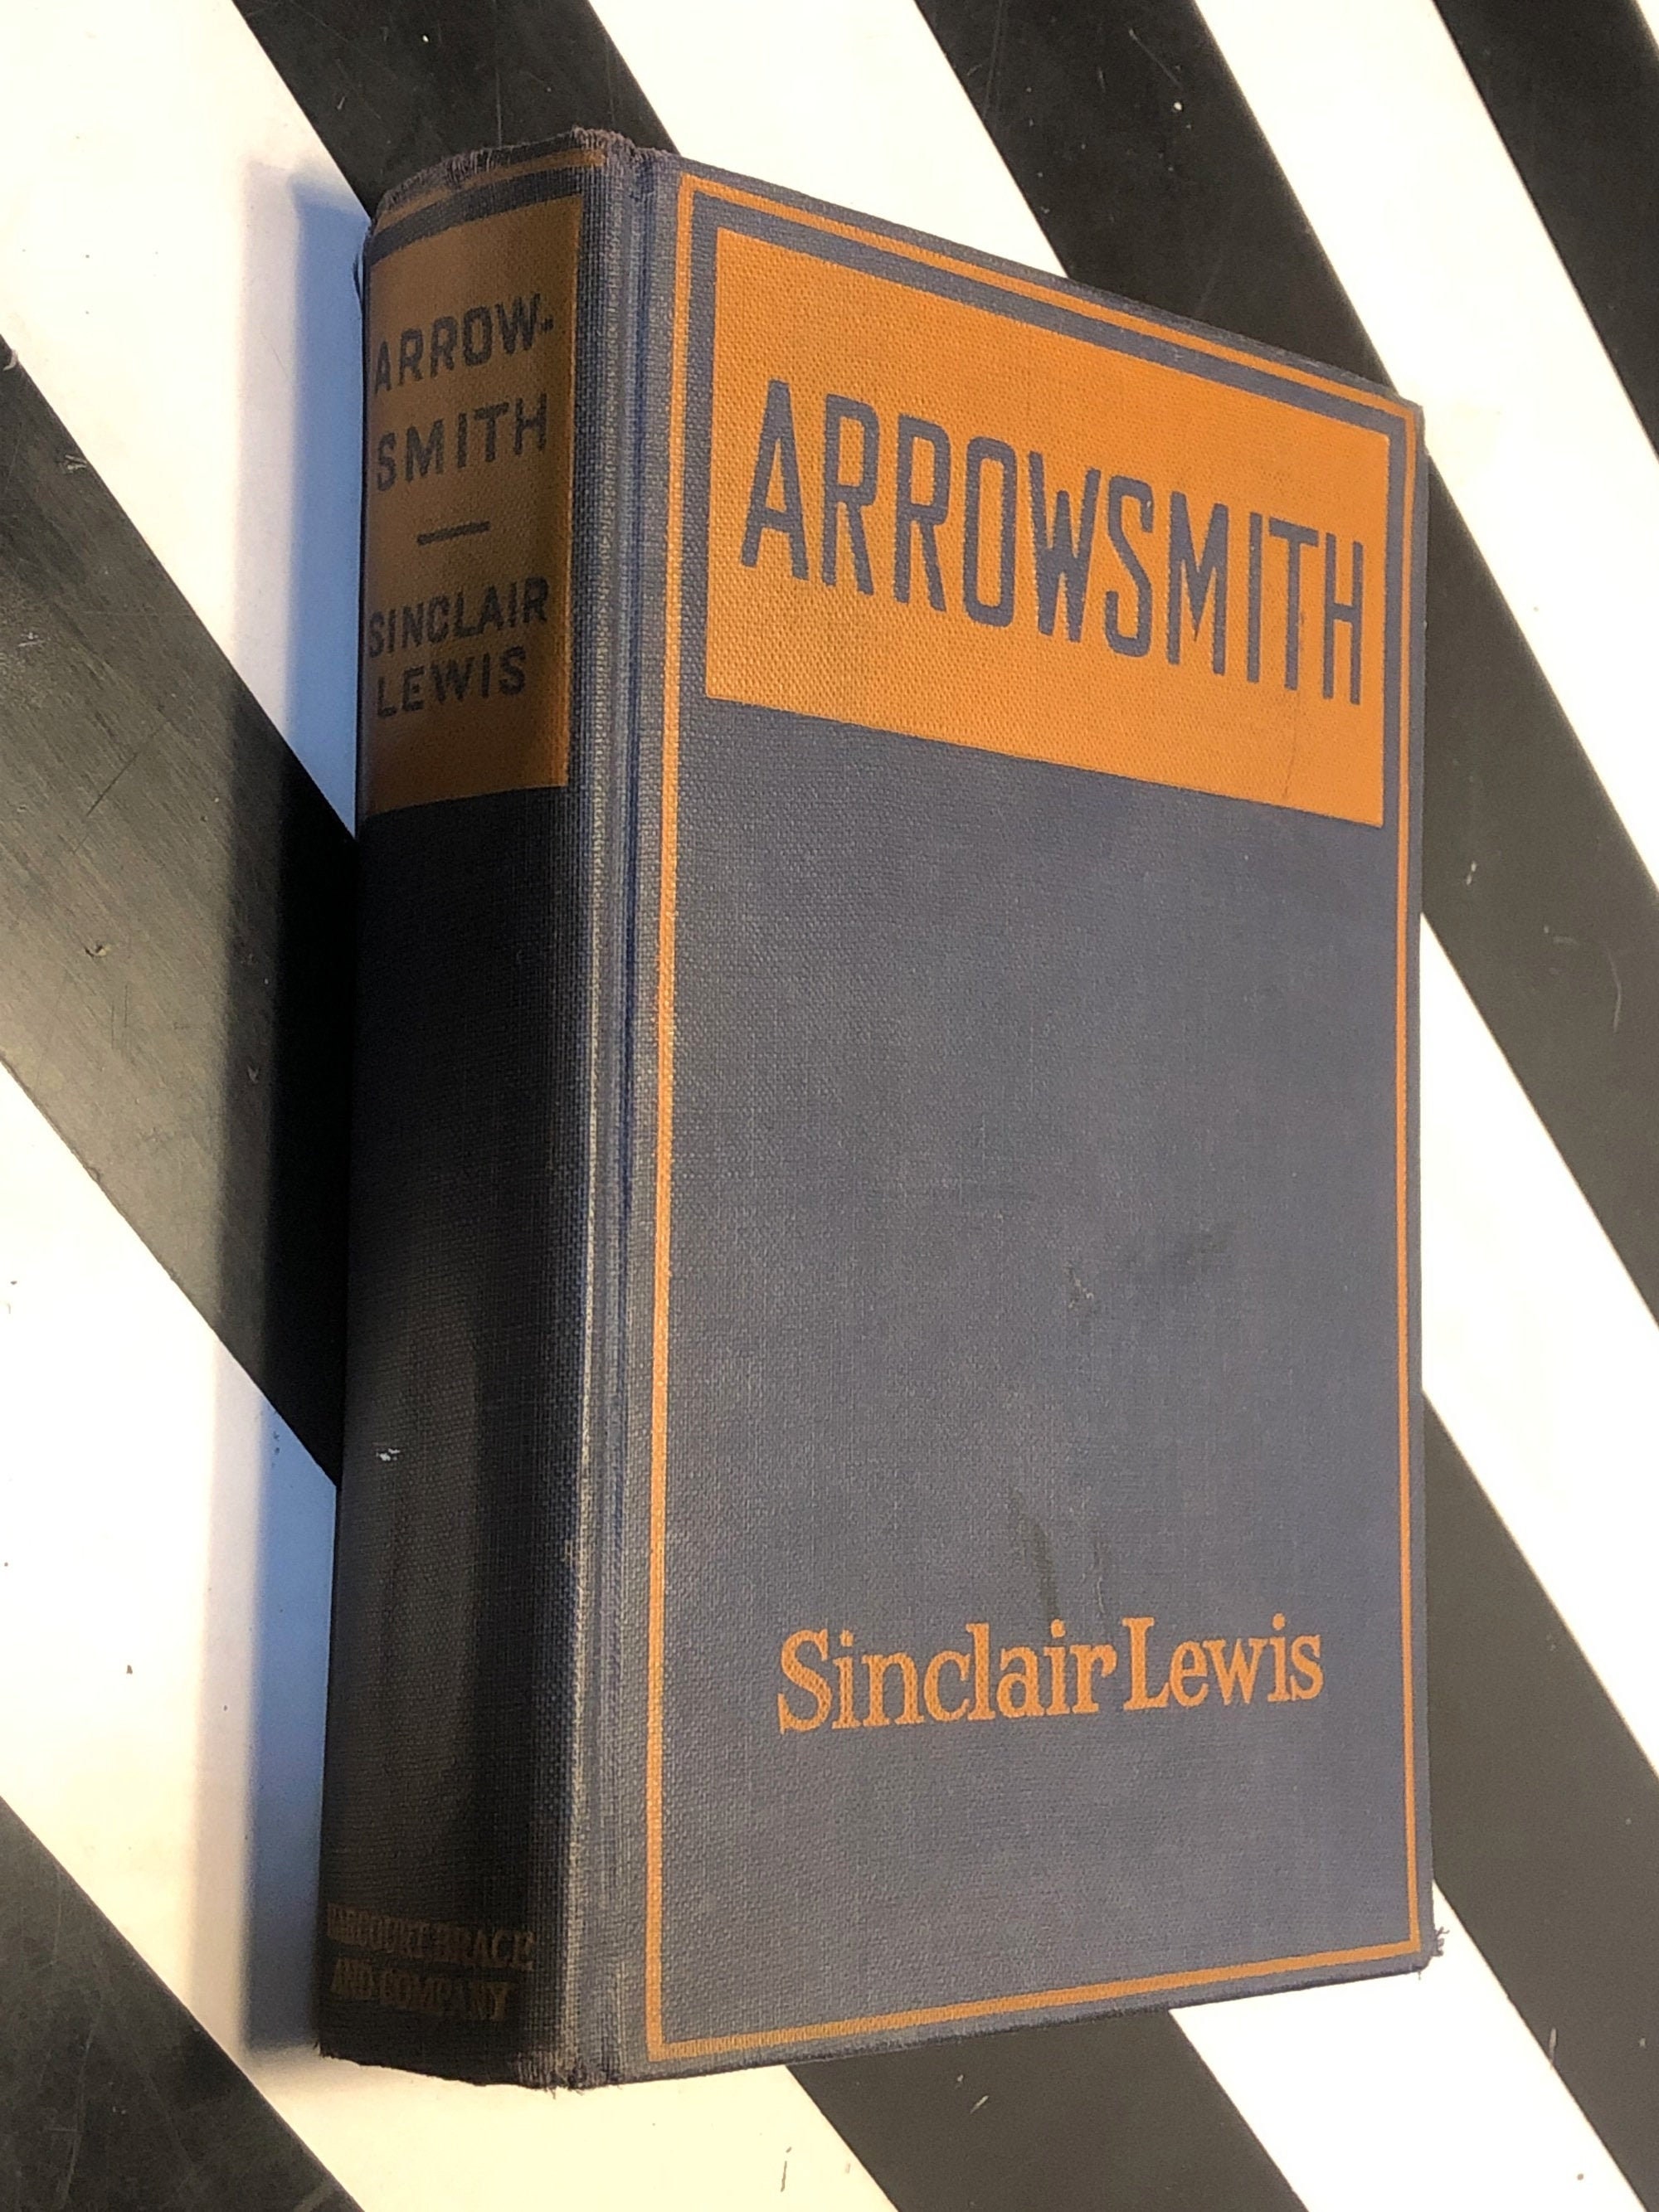 ARROW-
SMITH
SINCLAIR
LEWIS
HARCOURT, BRACE
AND COMPANY
ARROWSMITH
Sinclair Lewis